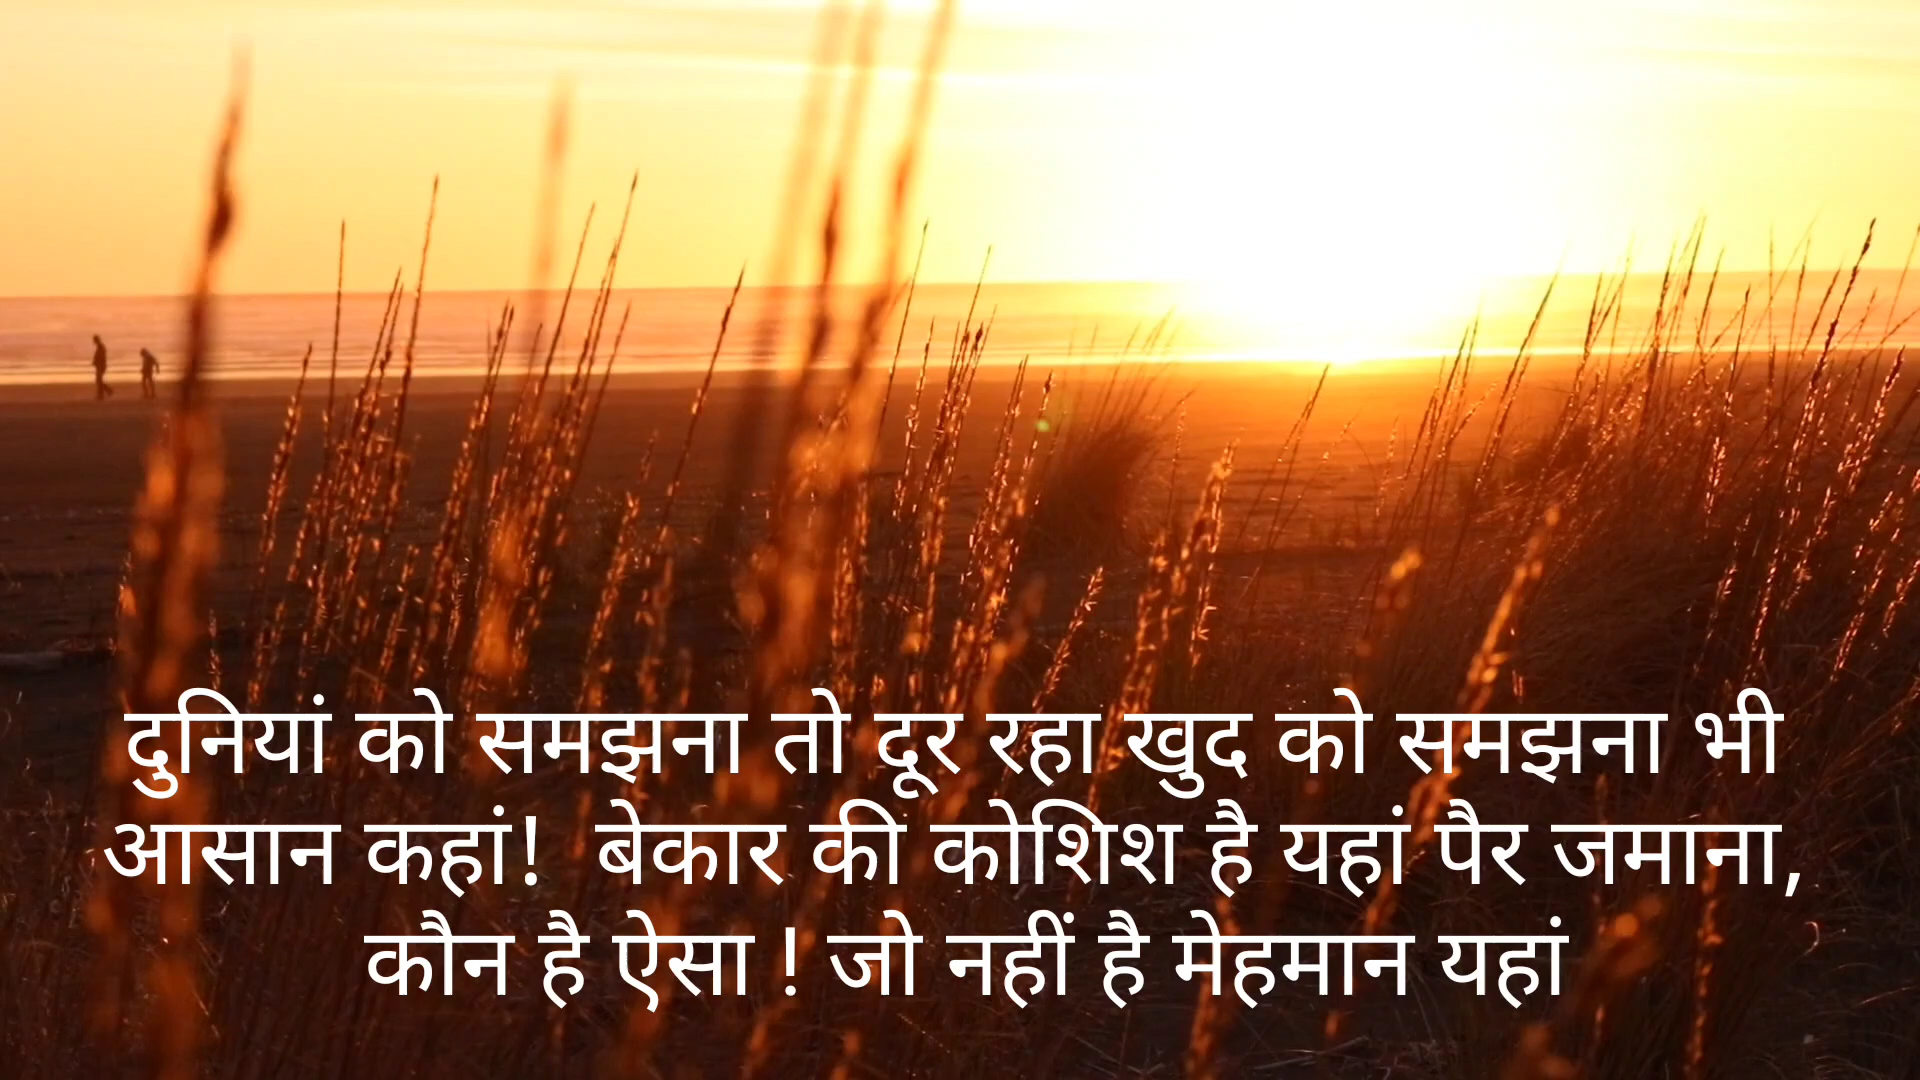 दुनियां को समझना तो दूर रहा खुद को समझना भी
आसान कहां!  बेकार की कोशिश है यहां पैर जमाना,
कौन है ऐसा ! जो नहीं है मेहमान यहां